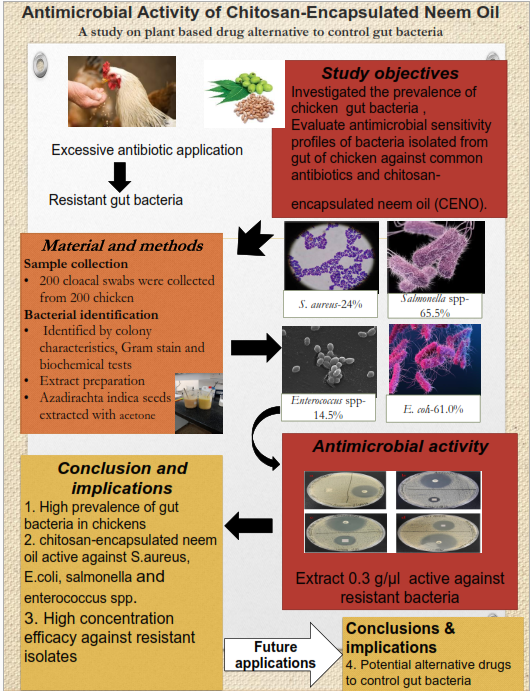 Antimicrobial Activity of Chitosan-Encapsulated Neem Oil
A study on plant based drug alternative to control gut bacteria
Excessive antibiotic application
Resistant gut bacteria
Study objectives
Investigated the prevalence of
chicken gut bacteria ,
Evaluate antimicrobial sensitivity
profiles of bacteria isolated from
gut of chicken against common
antibiotics and chitosan-
encapsulated neem oil (CENO).
Material and methods
Sample collection
• 200 cloacal swabs were collected
from 200 chicken
Bacterial identification
• Identified by colony
characteristics, Gram stain and
biochemical tests
• Extract preparation
• Azadirachta indica seeds
extracted with acetone
S. aureus-24%
Salmonella spp-
65.5%
Enterococcus spp-
14.5%
E. coli-61.0%
Antimicrobial activity
Extract 0.3 g/µl active against
resistant bacteria
Conclusion and
implications
1. High prevalence of gut
bacteria in chickens
2. chitosan-encapsulated neem
oil active against S.aureus,
E.coli, salmonella and
enterococcus spp.
3. High concentration
efficacy against resistant
isolates
Future
applications
Conclusions &
implications
4. Potential alternative drugs
to control gut bacteria